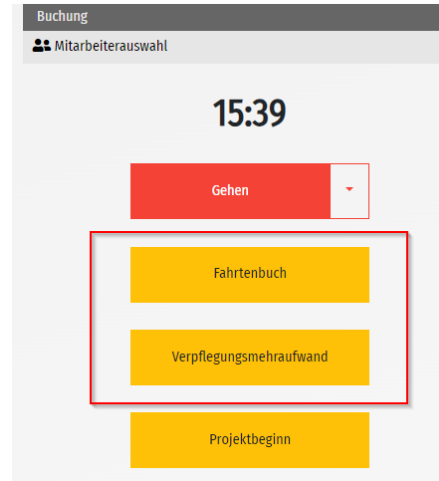 Buchung
Mitarbeiterauswahl
15:39
Gehen
Fahrtenbuch
Verpflegungsmehraufwand
Projektbeginn